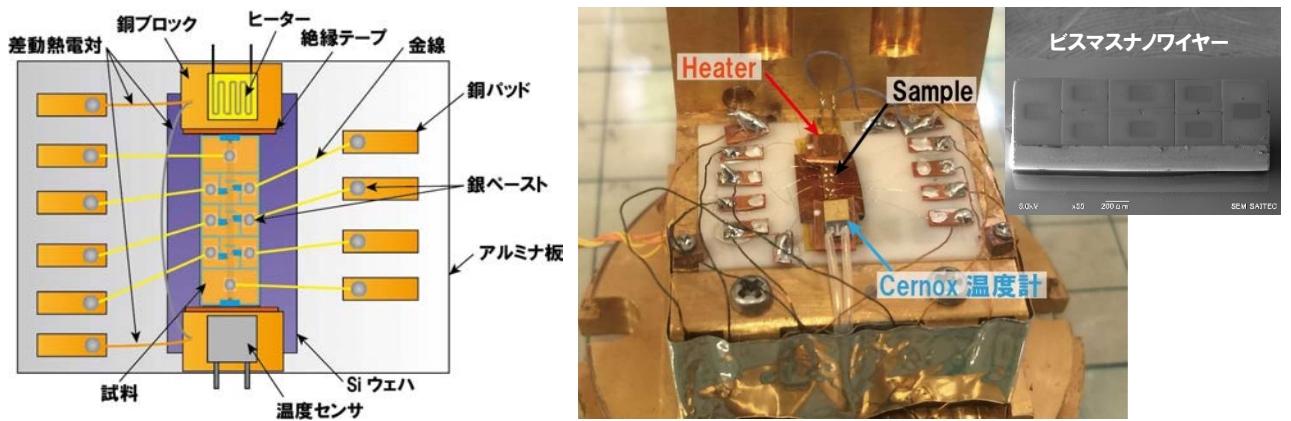 銅ブロック
ヒーター
差動熱電対
絶縁テープ
金線
銅パッド
銀ペースト
アルミナ板
試料
Siウェハ
温度センサ
Heater
Sample
Cernox 温度計
ビスマスナノワイヤー
200um
SEM SAITEC